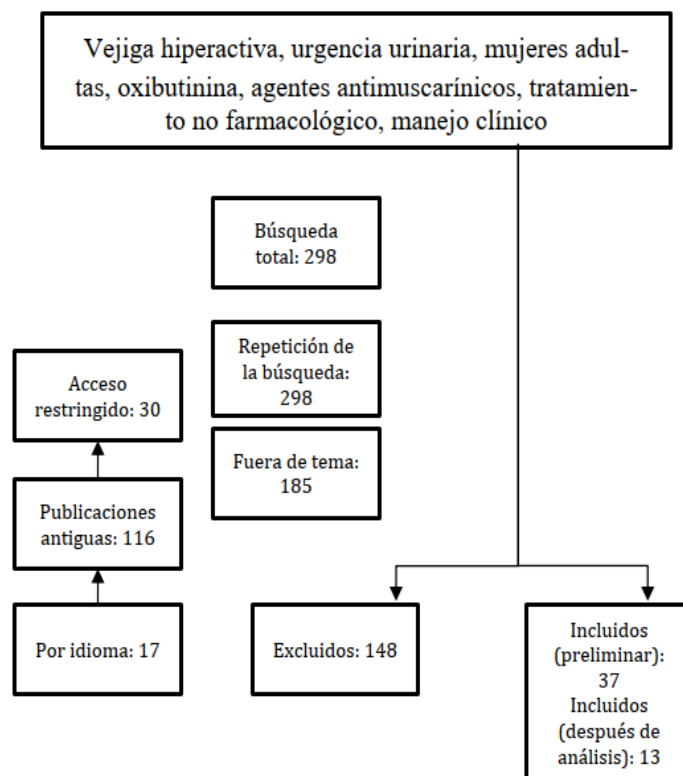 Vejiga hiperactiva, urgencia urinaria, mujeres adul-
tas, oxibutinina, agentes antimuscarínicos, tratamien-
to no farmacológico, manejo clínico
Búsqueda
total: 298
Repetición de
la búsqueda:
298
Acceso
restringido: 30
Fuera de tema:
185
Publicaciones
antiguas: 116
Por idioma: 17
Excluidos: 148
Incluidos
(preliminar):
37
Incluidos
(después de
análisis): 13